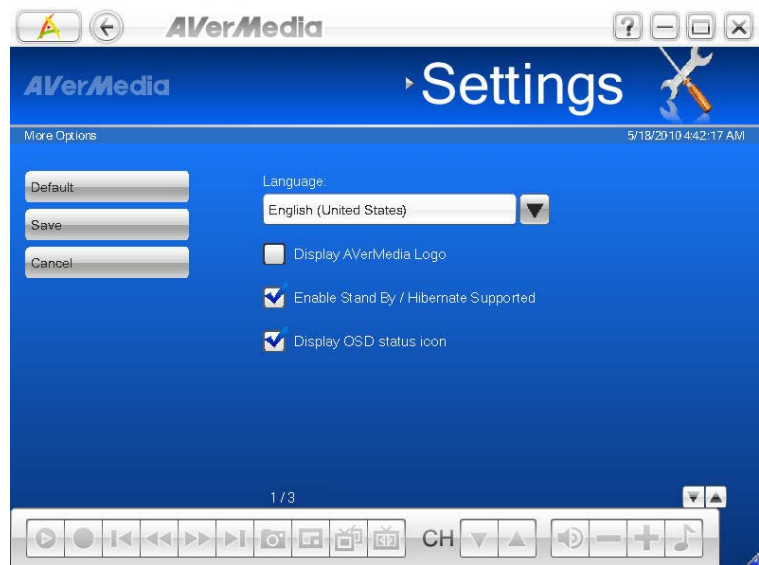 AVerMedia
?
AVerMedia
Settings
More Options
5/18/2010 4:42:17 AM
Default
Save
Cancel
Language:
English (United States)
Display AVerMedia Logo
Enable Stand By / Hibernate Supported
Display OSD status icon
1 / 3
CH